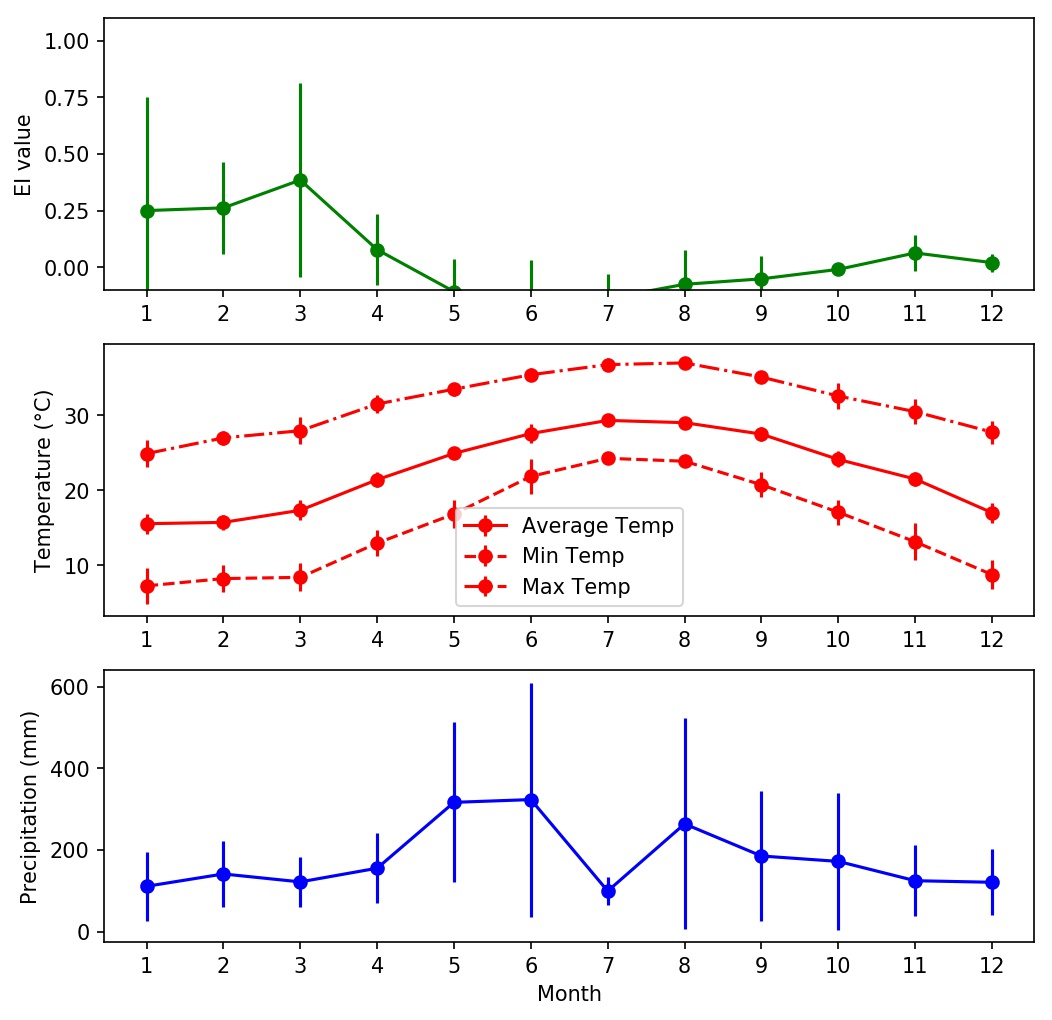 1.00
0.75
0.50
0.25
0.00
EI value
1 2 3 4 5 6 7 8 9 10 11 12
30
20
10
Temperature (°C)
Average Temp
Min Temp
Max Temp
1 2 3 4 5 6 7 8 9 10 11 12
600
400
200
0
Precipitation (mm)
1 2 3 4 5 6 7 8 9 10 11 12
Month